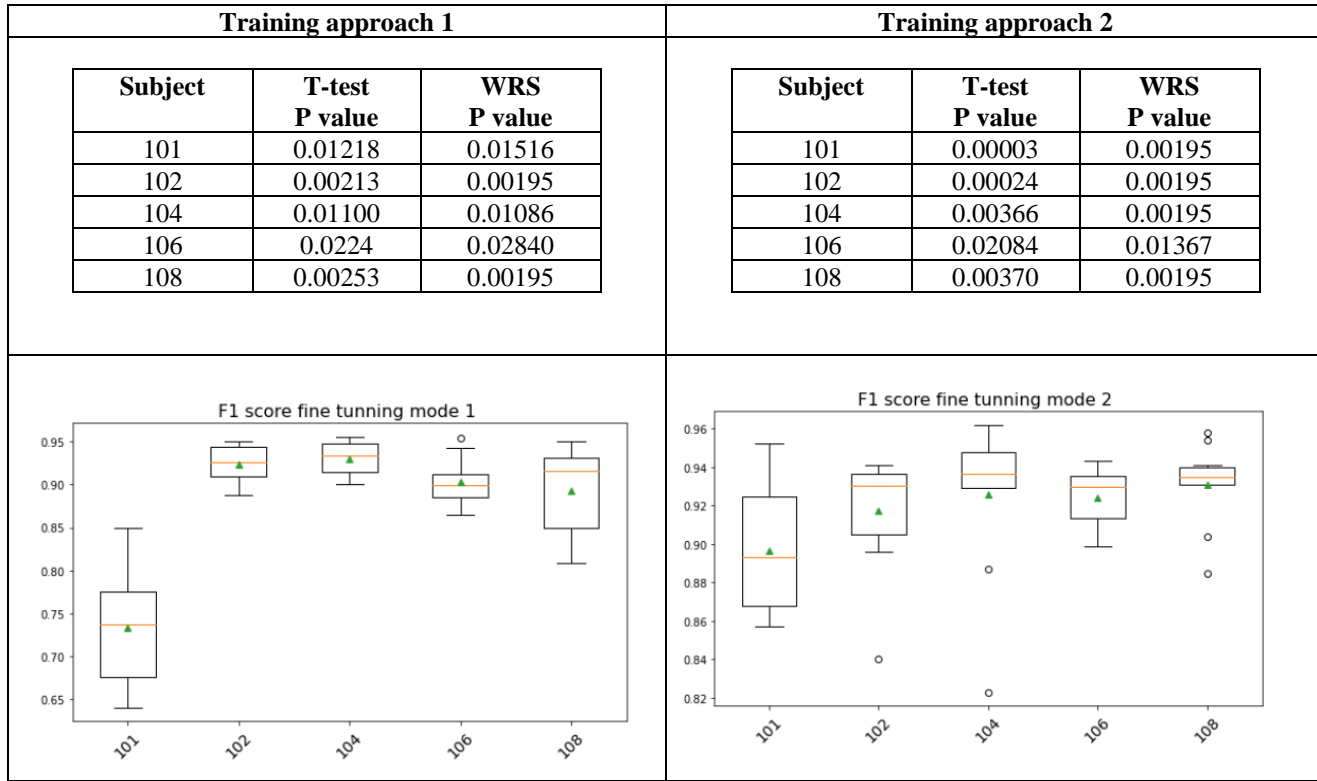 Training approach 1
Training approach 2
Subject T-test P value WRS P value
101 0.01218 0.01516
102 0.00213 0.00195
104 0.01100 0.01086
106 0.0224 0.02840
108 0.00253 0.00195
Subject T-test P value WRS P value
101 0.00003 0.00195
102 0.00024 0.00195
104 0.00366 0.00195
106 0.02084 0.01367
108 0.00370 0.00195
F1 score fine tunning mode 1
0.95
0.90
0.85
0.80
0.75
0.70
0.65
101 102 104 106 108
F1 score fine tunning mode 2
0.96
0.94
0.92
0.90
0.88
0.86
0.84
0.82
101 102 104 106 108